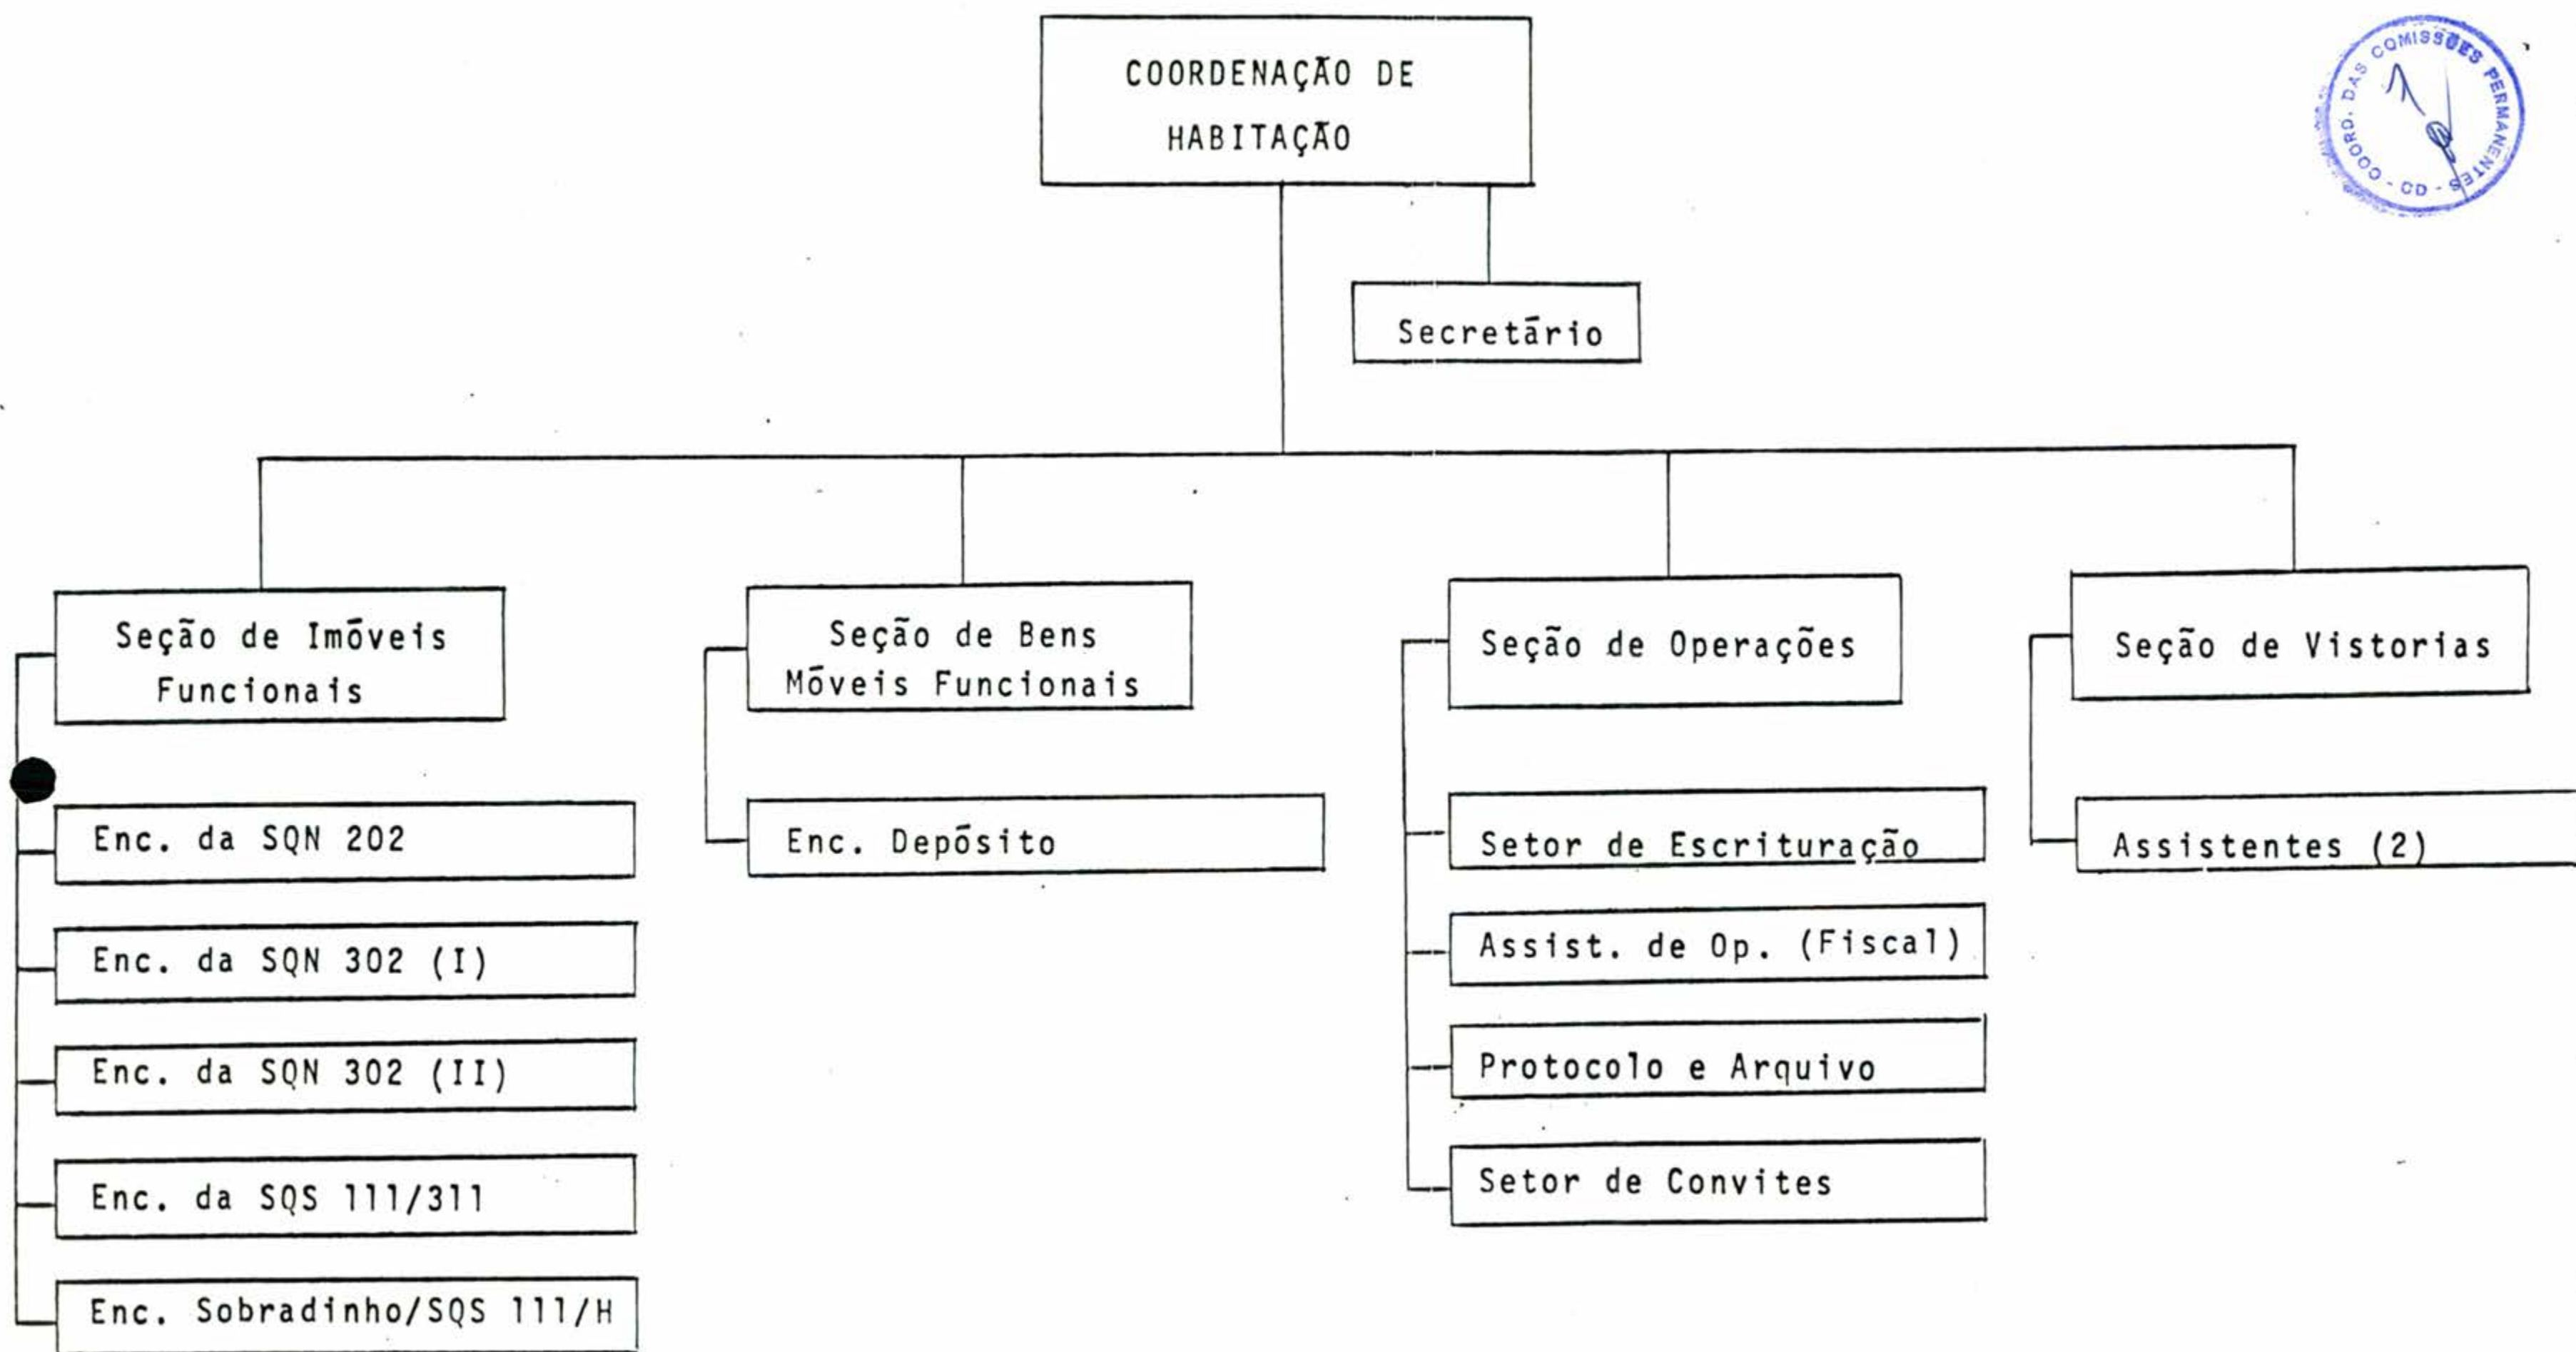 COORDENAÇÃO DE
HABITAÇÃO
COORD. DAS COMISSÕES PERMANENTES - CD -
Secretário
Seção de Imóveis
Funcionais
Enc. da SQN 202
Enc. da SQN 302 (I)
Enc. da SQN 302 (II)
Enc. da SQS 111/311
Enc. Sobradinho/SQS 111/H
Seção de Bens
Móveis Funcionais
Enc. Depósito
Seção de Operações
Setor de Escrituração
Assist. de Op. (Fiscal)
Protocolo e Arquivo
Setor de Convites
Seção de Vistorias
Assistentes (2)